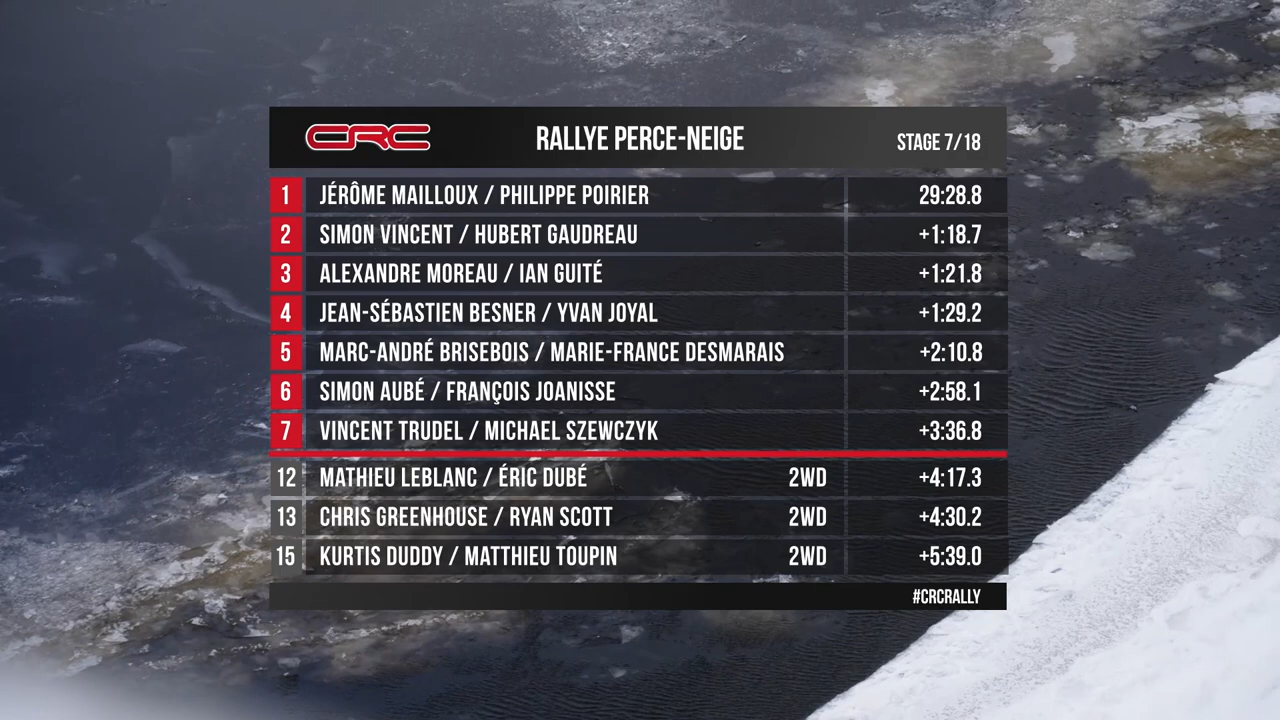 CRC RALLYE PERCE-NEIGE STAGE 7/18
1 JÉRÔME MAILLOUX / PHILIPPE POIRIER 29:28.8
2 SIMON VINCENT / HUBERT GAUDREAU +1:18.7
3 ALEXANDRE MOREAU / IAN GUITÉ +1:21.8
4 JEAN-SÉBASTIEN BESNER / YVAN JOYAL +1:29.2
5 MARC-ANDRÉ BRISEBOIS / MARIE-FRANCE DESMARAIS +2:10.8
6 SIMON AUBÉ / FRANÇOIS JOANISSE +2:58.1
7 VINCENT TRUDEL / MICHAEL SZEWCZYK +3:36.8
12 MATHIEU LEBLANC / ÉRIC DUBÉ 2WD +4:17.3
13 CHRIS GREENHOUSE / RYAN SCOTT 2WD +4:30.2
15 KURTIS DUDDY / MATTHIEU TOUPIN 2WD +5:39.0
#CRCRALLY